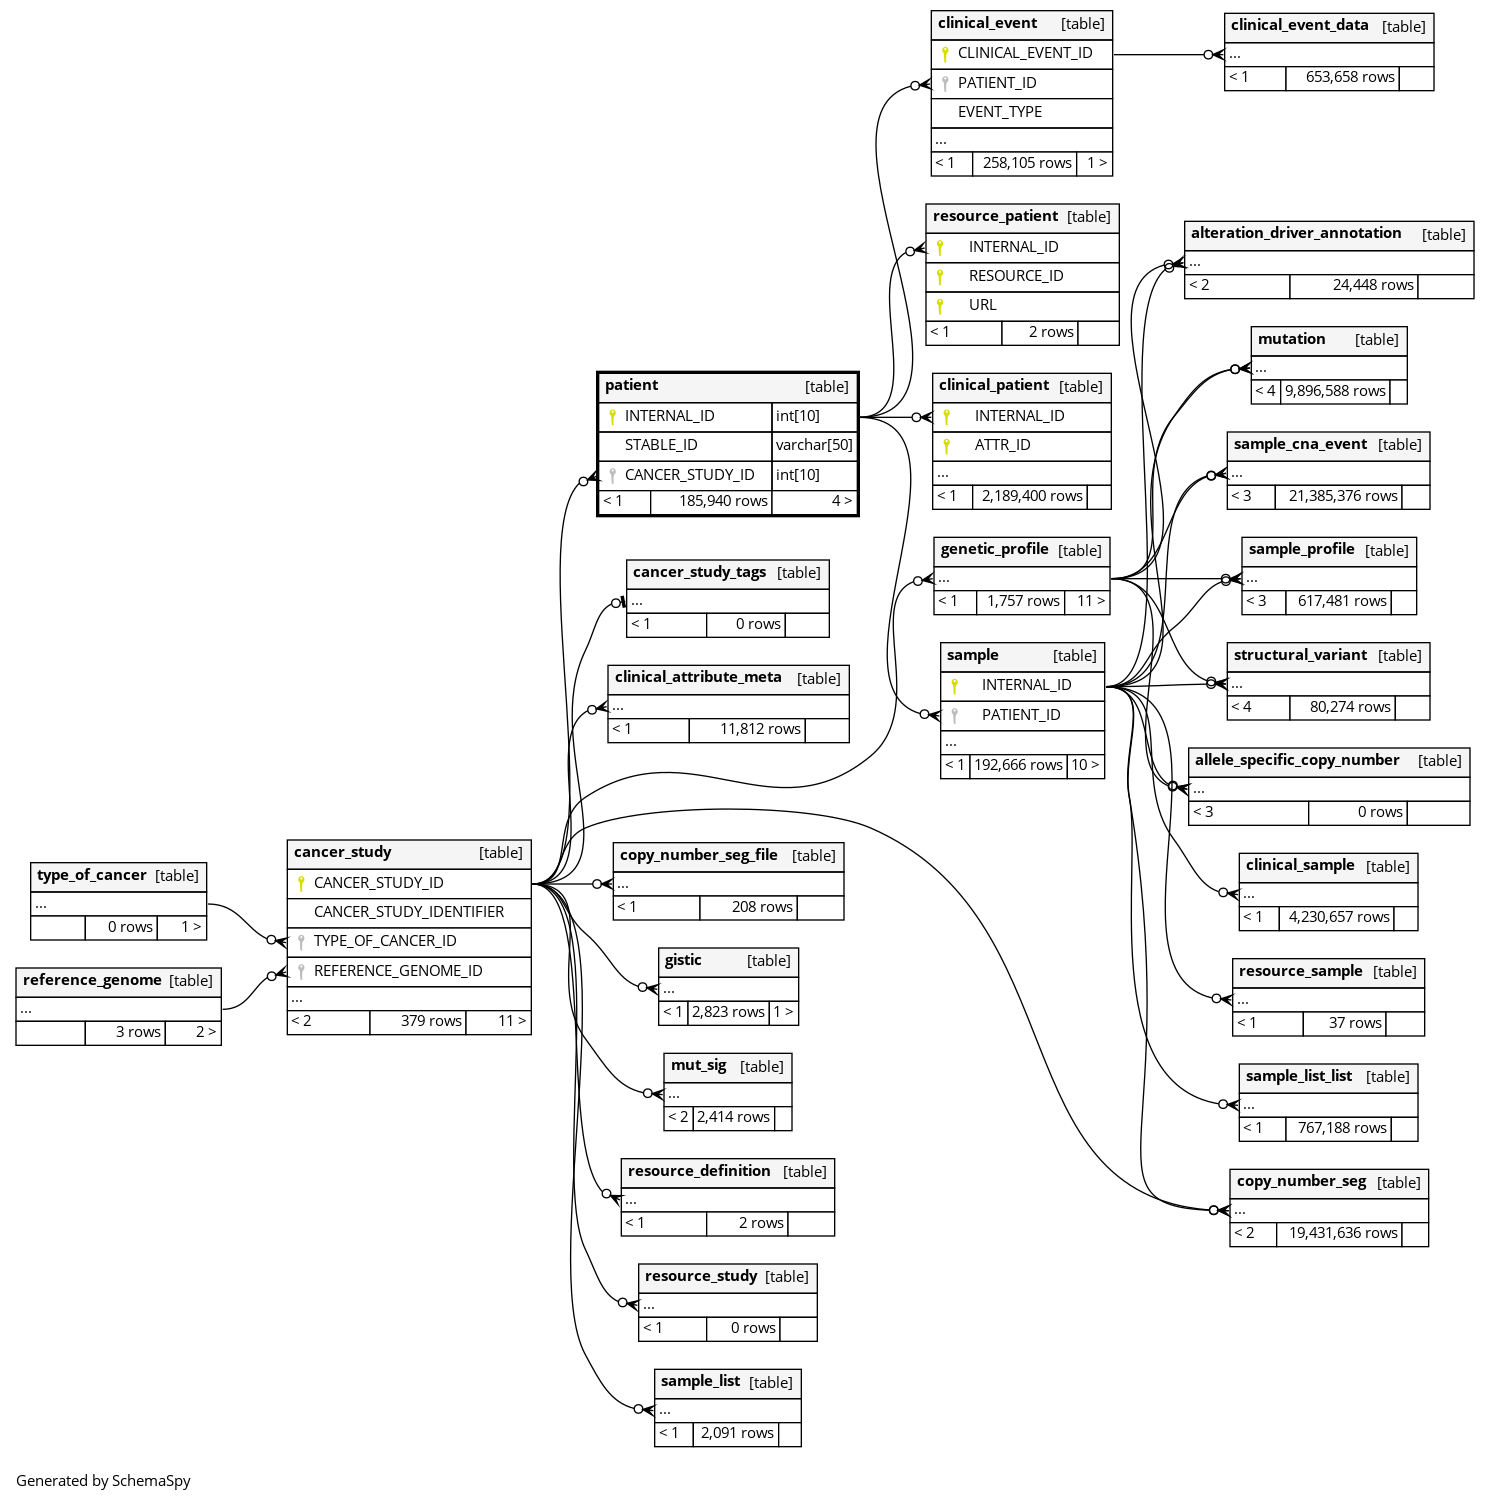 clinical_event [table]
CLINICAL_EVENT_ID
PATIENT_ID
EVENT_TYPE
...
< 1 258,105 rows 1 >
clinical_event_data [table]
...
< 1 653,658 rows
resource_patient [table]
INTERNAL_ID
RESOURCE_ID
URL
< 1 2 rows
alteration_driver_annotation [table]
...
< 2 24,448 rows
mutation [table]
...
< 4 9,896,588 rows
patient [table]
INTERNAL_ID int[10]
STABLE_ID varchar[50]
CANCER_STUDY_ID int[10]
< 1 185,940 rows 4 >
clinical_patient [table]
INTERNAL_ID
ATTR_ID
...
< 1 2,189,400 rows
sample_cna_event [table]
...
< 3 21,385,376 rows
genetic_profile [table]
...
< 1 1,757 rows 11 >
sample_profile [table]
...
< 3 617,481 rows
cancer_study_tags [table]
...
< 1 0 rows
sample [table]
INTERNAL_ID
PATIENT_ID
...
< 1 192,666 rows 10 >
structural_variant [table]
...
< 4 80,274 rows
clinical_attribute_meta [table]
...
< 1 11,812 rows
allele_specific_copy_number [table]
...
< 3 0 rows
type_of_cancer [table]
...
0 rows 1 >
reference_genome [table]
...
3 rows 2 >
cancer_study [table]
CANCER_STUDY_ID
CANCER_STUDY_IDENTIFIER
TYPE_OF_CANCER_ID
REFERENCE_GENOME_ID
...
< 2 379 rows 11 >
copy_number_seg_file [table]
...
< 1 208 rows
clinical_sample [table]
...
< 1 4,230,657 rows
gistic [table]
...
< 1 2,823 rows 1 >
resource_sample [table]
...
< 1 37 rows
mut_sig [table]
...
< 2 2,414 rows
sample_list_list [table]
...
< 1 767,188 rows
resource_definition [table]
...
< 1 2 rows
copy_number_seg [table]
...
< 2 19,431,636 rows
resource_study [table]
...
< 1 0 rows
sample_list [table]
...
< 1 2,091 rows
Generated by SchemaSpy